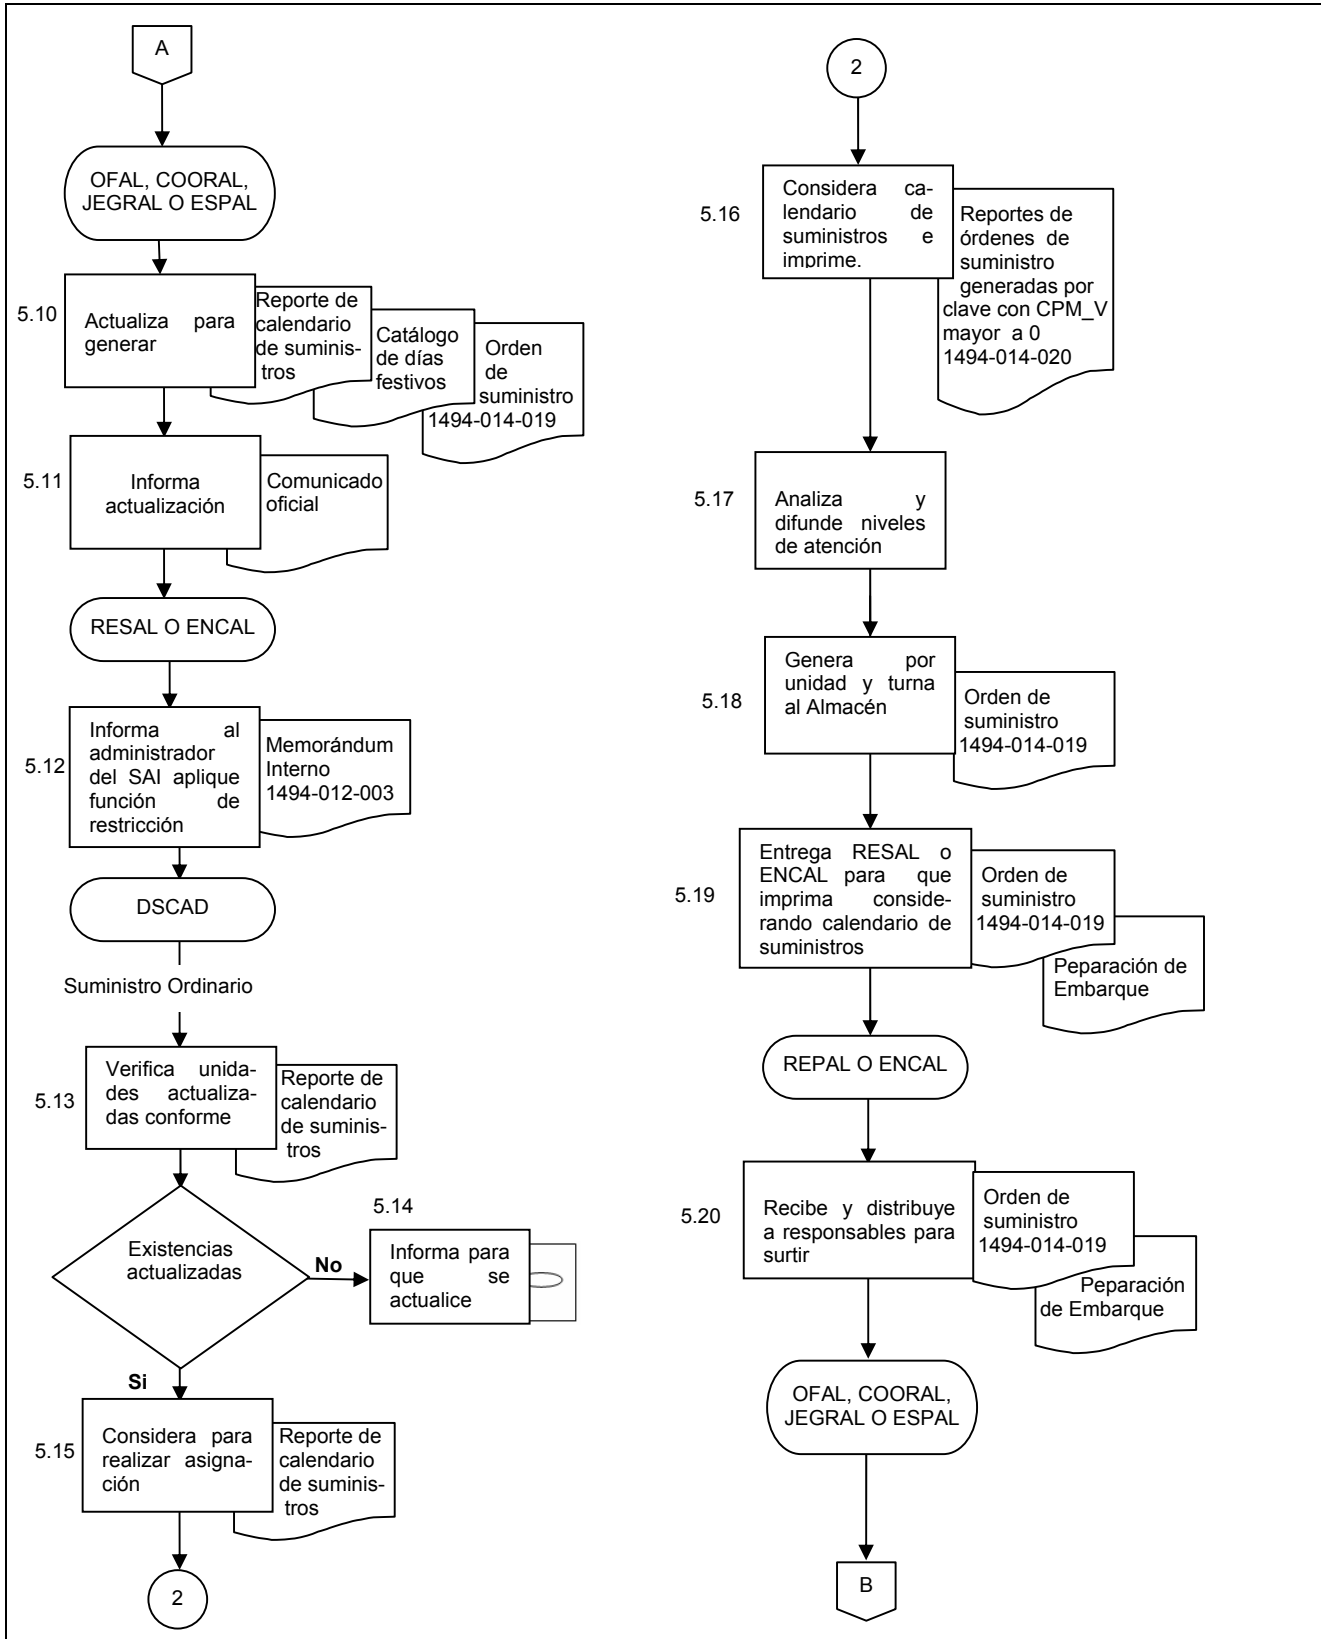 A
OFAL, COORAL,
JEGRAL O ESPAL
5.10
Actualiza para
generar
Reporte de
calendario
de suminis-
tros
Catálogo
de días
festivos
Orden
de
suministro
1494-014-019
5.11
Informa
actualización
Comunicado
oficial
RESAL O ENCAL
5.12
Informa al
administrador
del SAI aplique
función de
restricción
Memorándum
Interno
1494-012-003
DSCAD
Suministro Ordinario
5.13
Verifica unida-
des actualiza-
das conforme
Reporte de
calendario
de suminis-
tros
Existencias
actualizadas
No
5.14
Informa para
que se
actualice
Si
5.15
Considera para
realizar asigna-
ción
Reporte de
calendario
de suminis-
tros
2
2
5.16
Considera ca-
lendario de
suministros e
imprime.
Reportes de
órdenes de
suministro
generadas por
clave con CPM_V
mayor a 0
1494-014-020
5.17
Analiza y
difunde niveles
de atención
5.18
Genera por
unidad y turna
al Almacén
Orden de
suministro
1494-014-019
5.19
Entrega RESAL o
ENCAL para que
imprima conside-
rando calendario de
suministros
Orden de
suministro
1494-014-019
Peparación de
Embarque
REPAL O ENCAL
5.20
Recibe y distribuye
a responsables para
surtir
Orden de
suministro
1494-014-019
Peparación
de Embarque
OFAL, COORAL,
JEGRAL O ESPAL
B